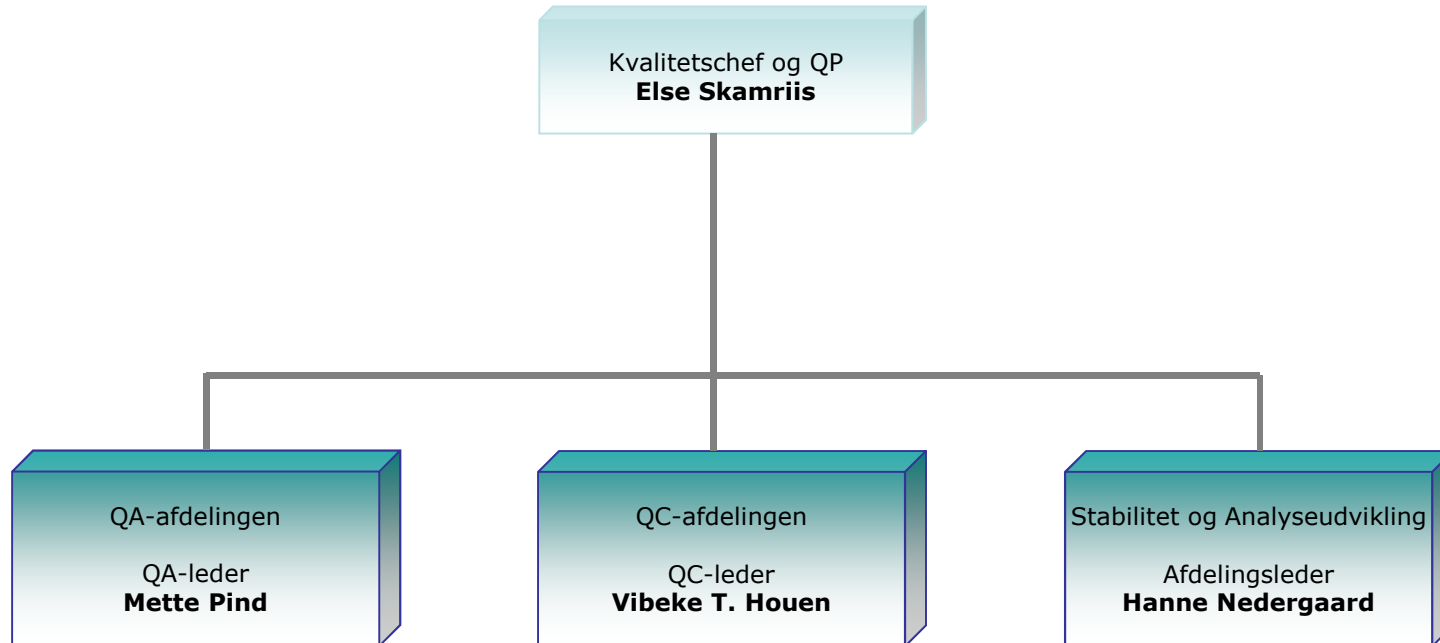 Kvalitetschef og QP
Else Skamriis
QA-afdelingen
QA-leder
Mette Pind
QC-afdelingen
QC-leder
Vibeke T. Houen
Stabilitet og Analyseudvikling
Afdelingsleder
Hanne Nedergaard